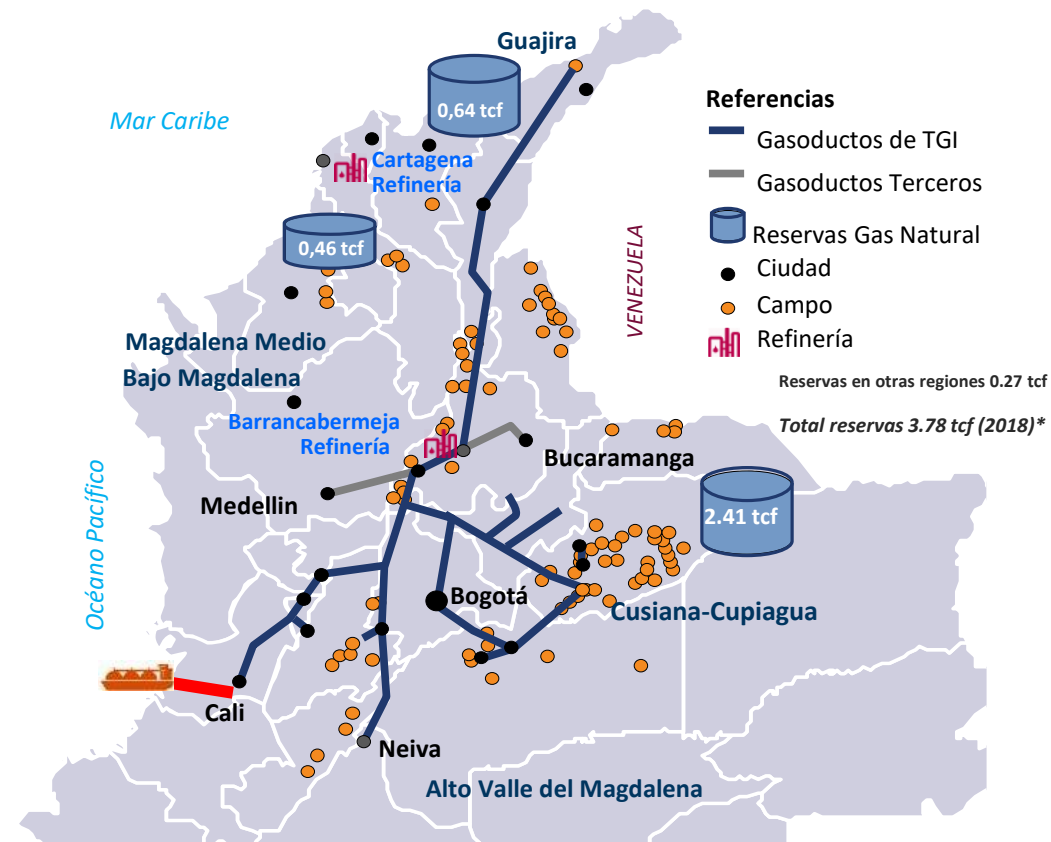 Guajira
0,64 tcf
Mar Caribe
Cartagena
Refinería
0,46 tcf
VENEZUELA
Referencias
Gasoductos de TGI
Gasoductos Terceros
Reservas Gas Natural
Ciudad
Campo
Refinería
Reservas en otras regiones 0.27 tcf
Total reservas 3.78 tcf (2018)*
Magdalena Medio
Bajo Magdalena
Barrancabermeja
Refinería
Bucaramanga
Medellin
2.41 tcf
Océano Pacífico
Bogotá
Cusiana-Cupiagua
Cali
Neiva
Alto Valle del Magdalena